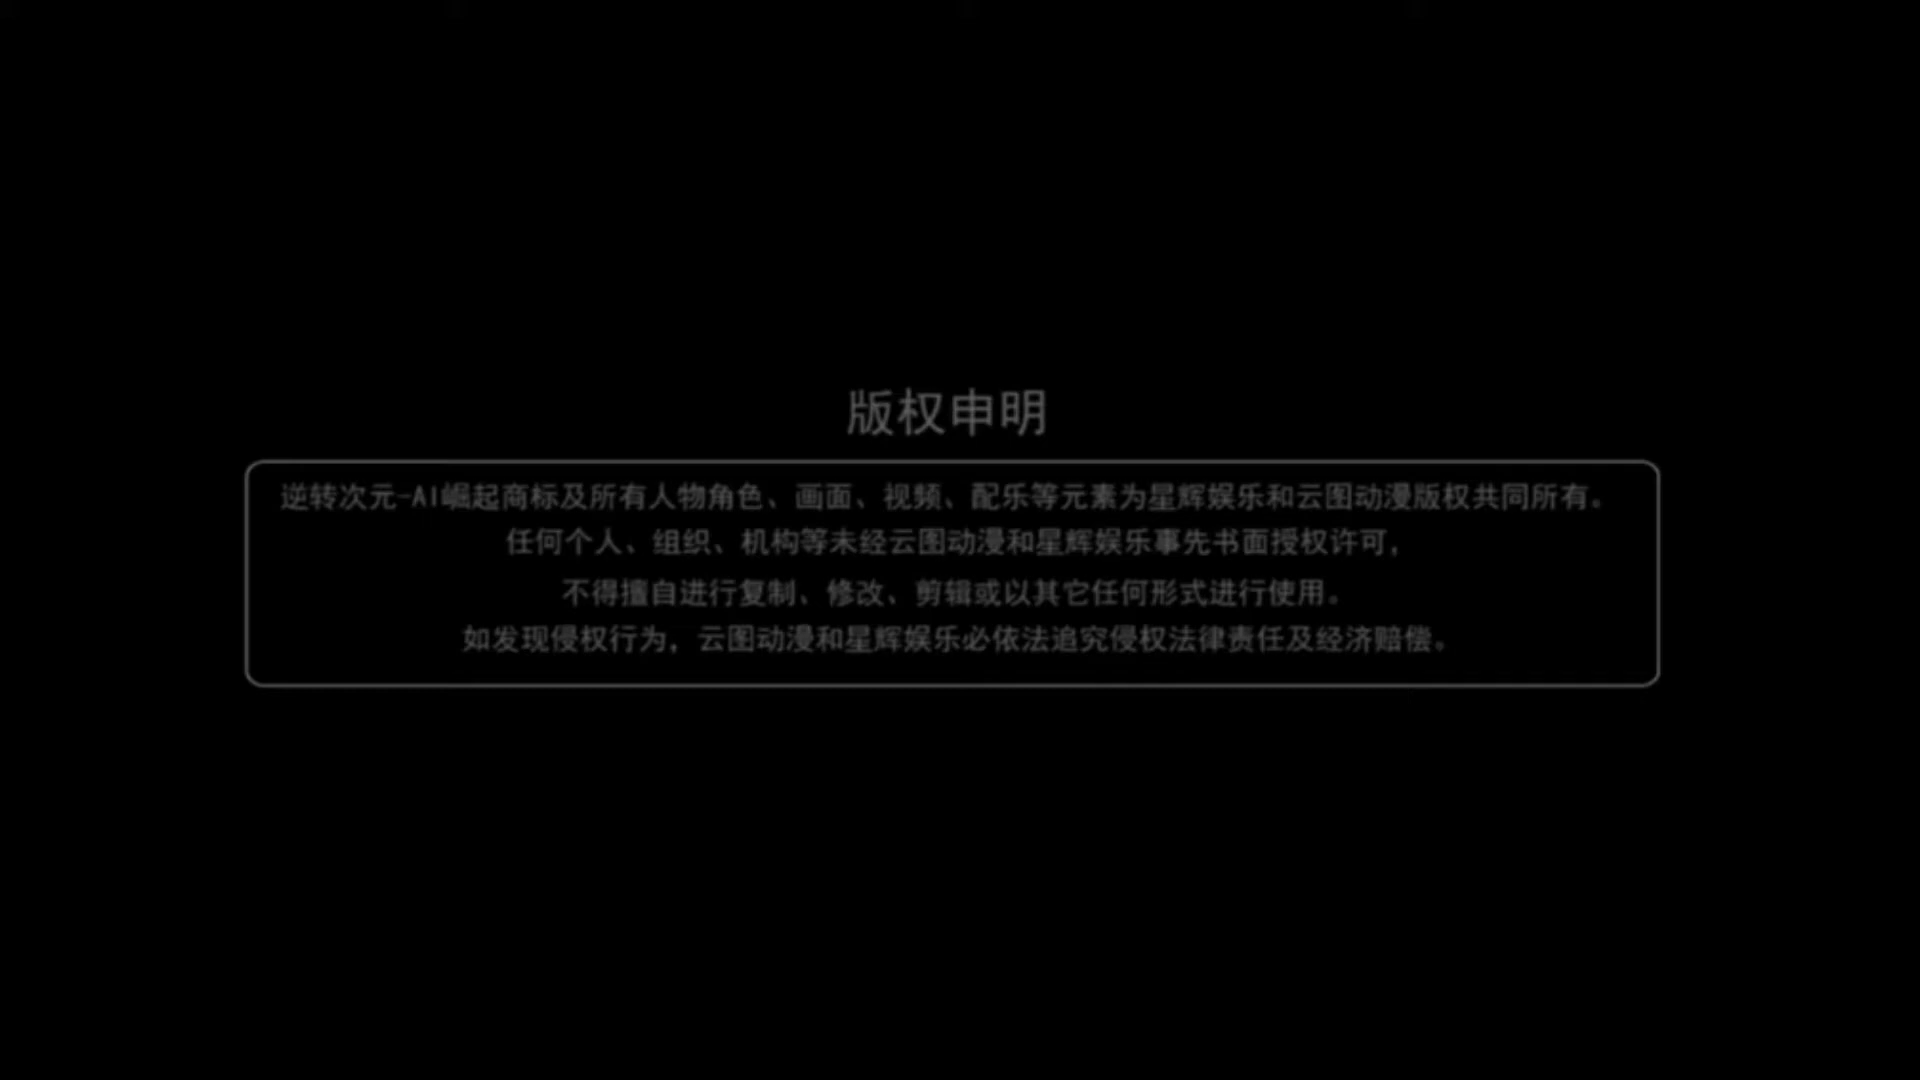 版权申明
逆转次元-AI崛起商标及所有人物角色、画面、视频、配乐等元素为星辉娱乐和云图动漫版权共同所有。
任何个人、组织、机构等未经云图动漫和星辉娱乐事先书面授权许可，
不得擅自进行复制、修改、剪辑或以其它任何形式进行使用。
如发现侵权行为，云图动漫和星辉娱乐必依法追究侵权法律责任及经济赔偿。